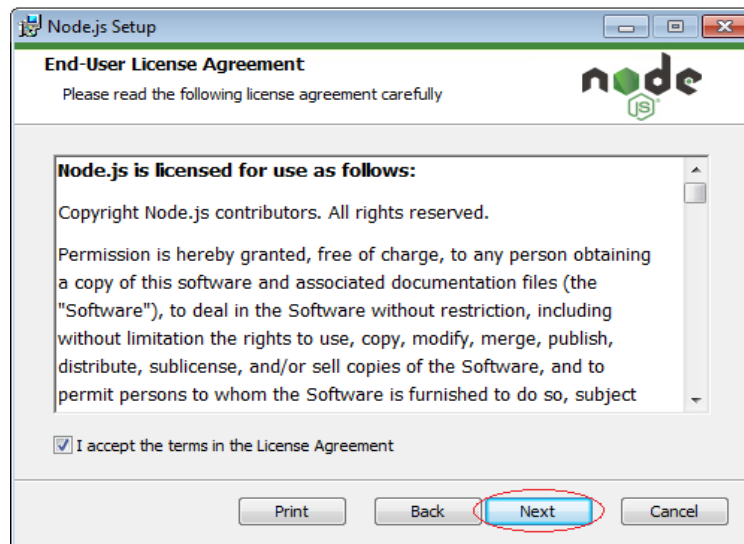 Node.js Setup
End-User License Agreement
Please read the following license agreement carefully
node
JS
Node.js is licensed for use as follows:
Copyright Node.js contributors. All rights reserved.
Permission is hereby granted, free of charge, to any person obtaining
a copy of this software and associated documentation files (the
"Software"), to deal in the Software without restriction, including
without limitation the rights to use, copy, modify, merge, publish,
distribute, sublicense, and/or sell copies of the Software, and to
permit persons to whom the Software is furnished to do so, subject
I accept the terms in the License Agreement
Print Back Next Cancel